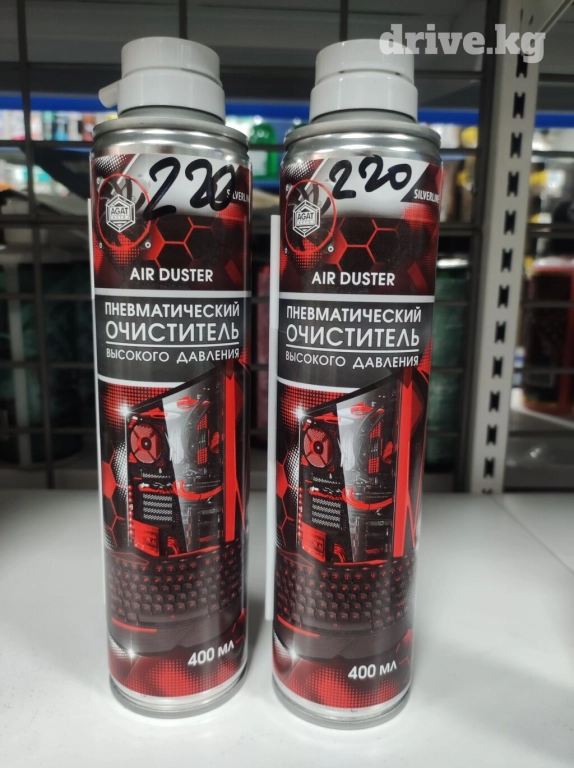 drive.kg
220
SILVERLINE
AGAT
AIR DUSTER
ПНЕВМАТИЧЕСКИЙ
ОЧИСТИТЕЛЬ
ВЫСОКОГО ДАВЛЕНИЯ
400 МЛ
220
SILVERLINE
AGAT
AIR DUSTER
ПНЕВМАТИЧЕСКИЙ
ОЧИСТИТЕЛЬ
ВЫСОКОГО ДАВЛЕНИЯ
400 МЛ